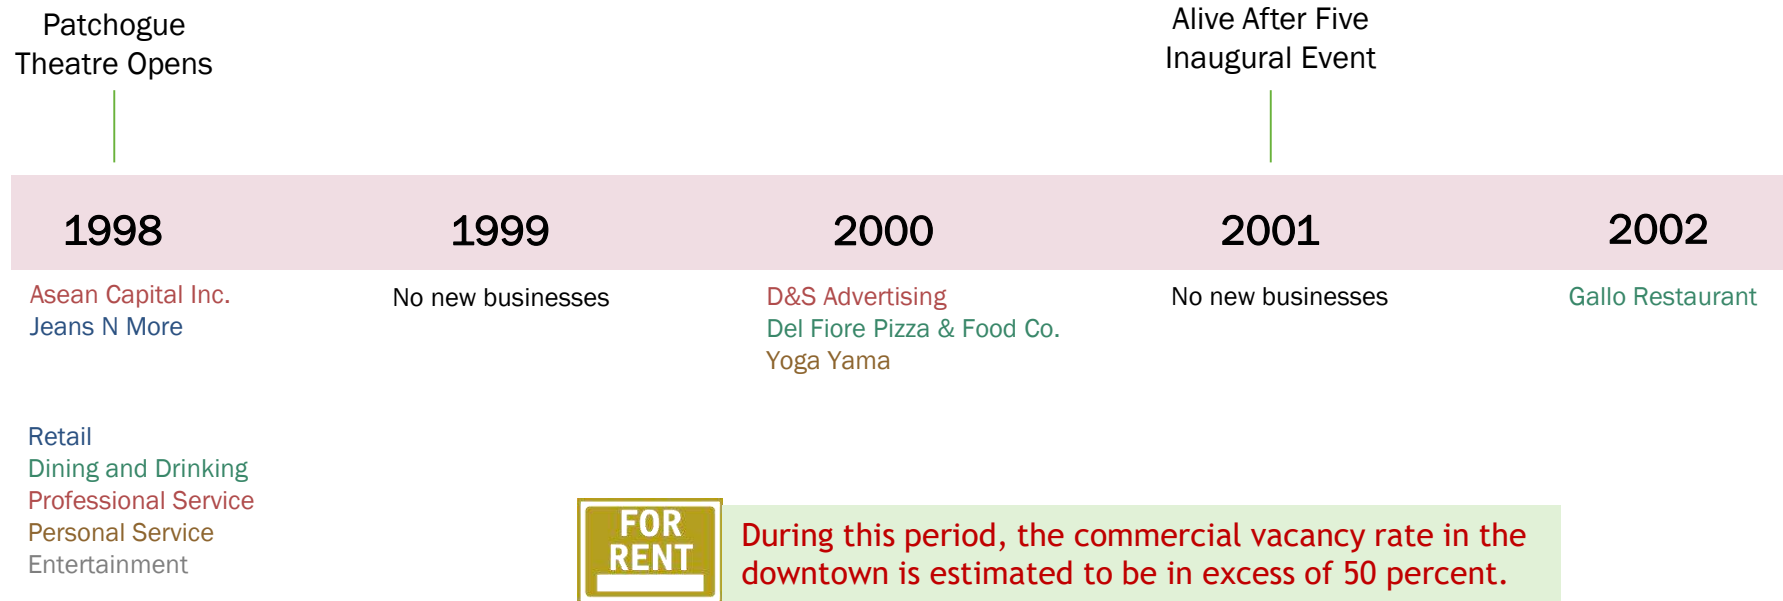 Patchogue
Theatre Opens
Alive After Five
Inaugural Event
1998
1999
2000
2001
2002
Asean Capital Inc.
Jeans N More
No new businesses
D&S Advertising
Del Fiore Pizza & Food Co.
Yoga Yama
No new businesses
Gallo Restaurant
Retail
Dining and Drinking
Professional Service
Personal Service
Entertainment
FOR
RENT
During this period, the commercial vacancy rate in the
downtown is estimated to be in excess of 50 percent.